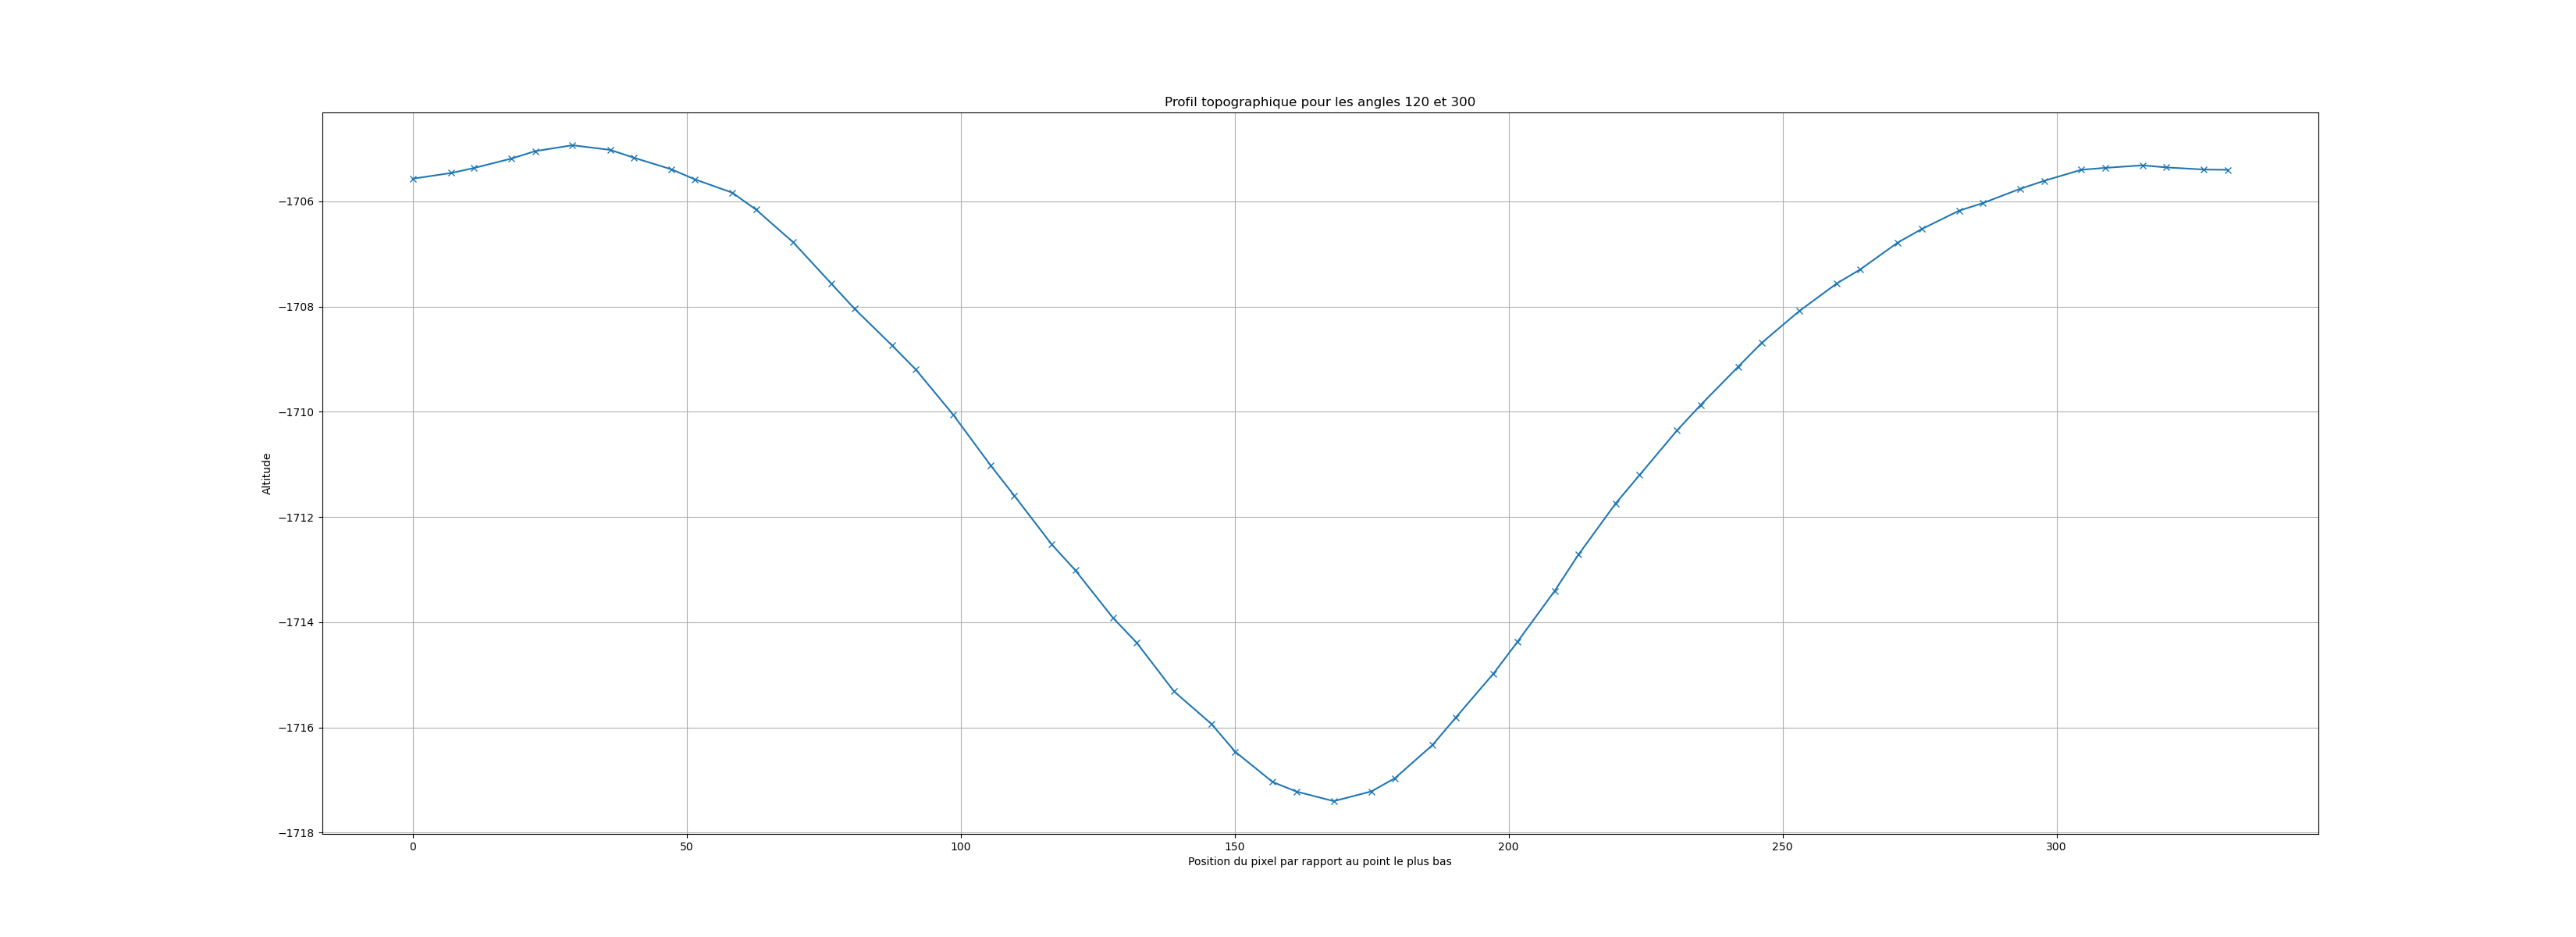 Profil topographique pour les angles 120 et 300
−1706
−1708
−1710
−1712
−1714
−1716
−1718
Altitude
0 50 100 150 200 250 300
Position du pixel par rapport au point le plus bas